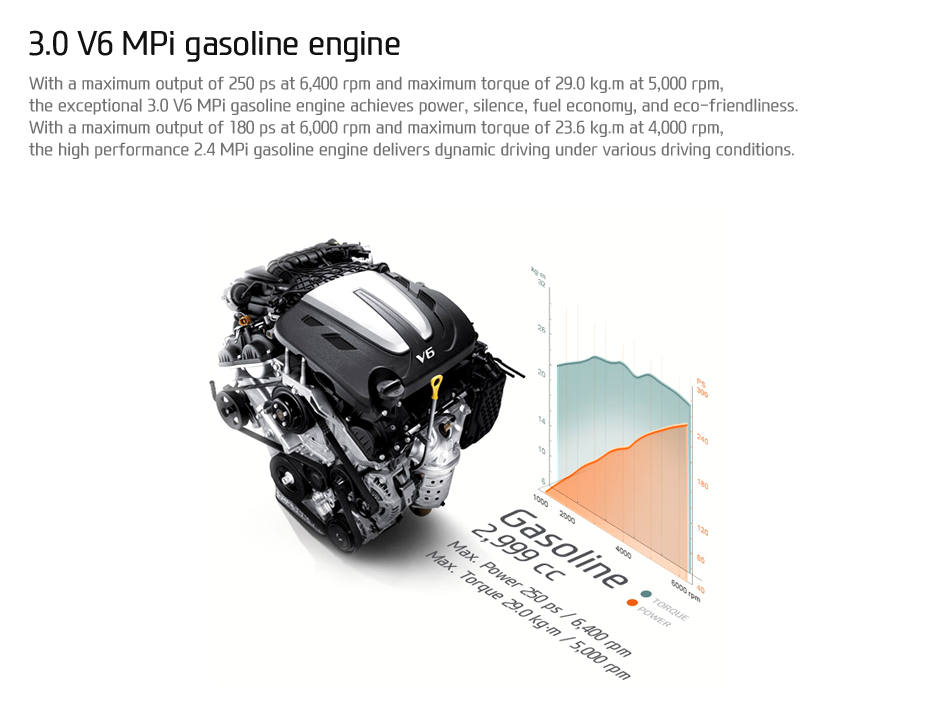 3.0 V6 MPi gasoline engine
With a maximum output of 250 ps at 6,400 rpm and maximum torque of 29.0 kg.m at 5,000 rpm,
the exceptional 3.0 V6 MPi gasoline engine achieves power, silence, fuel economy, and eco-friendliness.
With a maximum output of 180 ps at 6,000 rpm and maximum torque of 23.6 kg.m at 4,000 rpm,
the high performance 2.4 MPi gasoline engine delivers dynamic driving under various driving conditions.
V6
32
26
20
14
10
6
PS
300
240
180
120
60
40
1000
2000
4000
6000 rpm
Gasoline
2,999 cc
Max. Power 250 ps / 6,400 rpm
Max. Torque 29.0 kg·m / 5,000 rpm
TORQUE
POWER